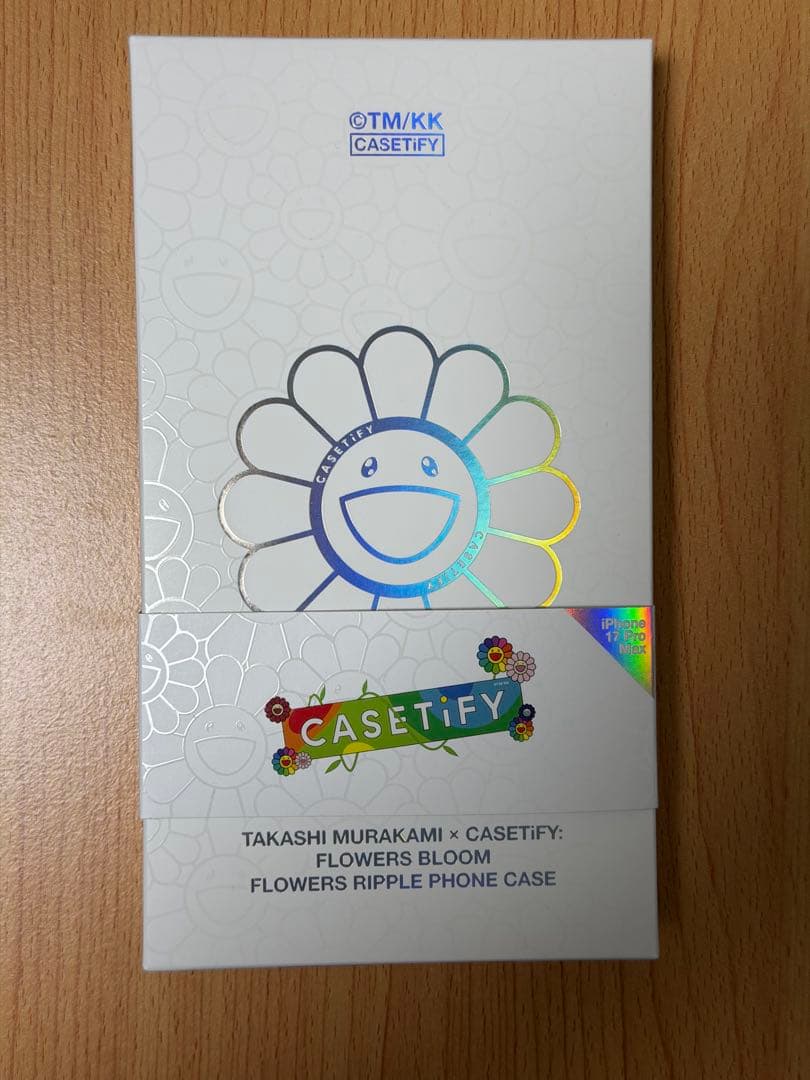 ©TM/KK
CASETiFY
CASETiFY
CASETiFY
iPhone
17 Pro
Max
CASETiFY
TAKASHI MURAKAMI × CASETiFY:
FLOWERS BLOOM
FLOWERS RIPPLE PHONE CASE